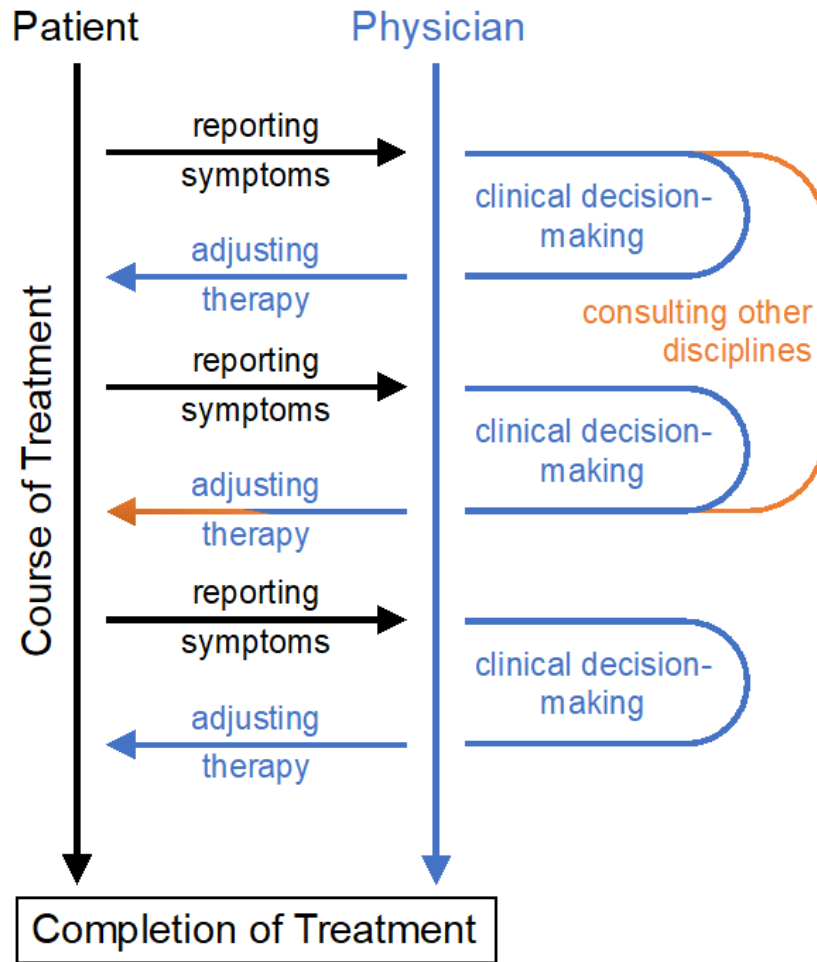 Patient
Physician
reporting
symptoms
clinical decision-
making
adjusting
therapy
consulting other
disciplines
reporting
symptoms
clinical decision-
making
adjusting
therapy
Course of Treatment
reporting
symptoms
clinical decision-
making
adjusting
therapy
Completion of Treatment